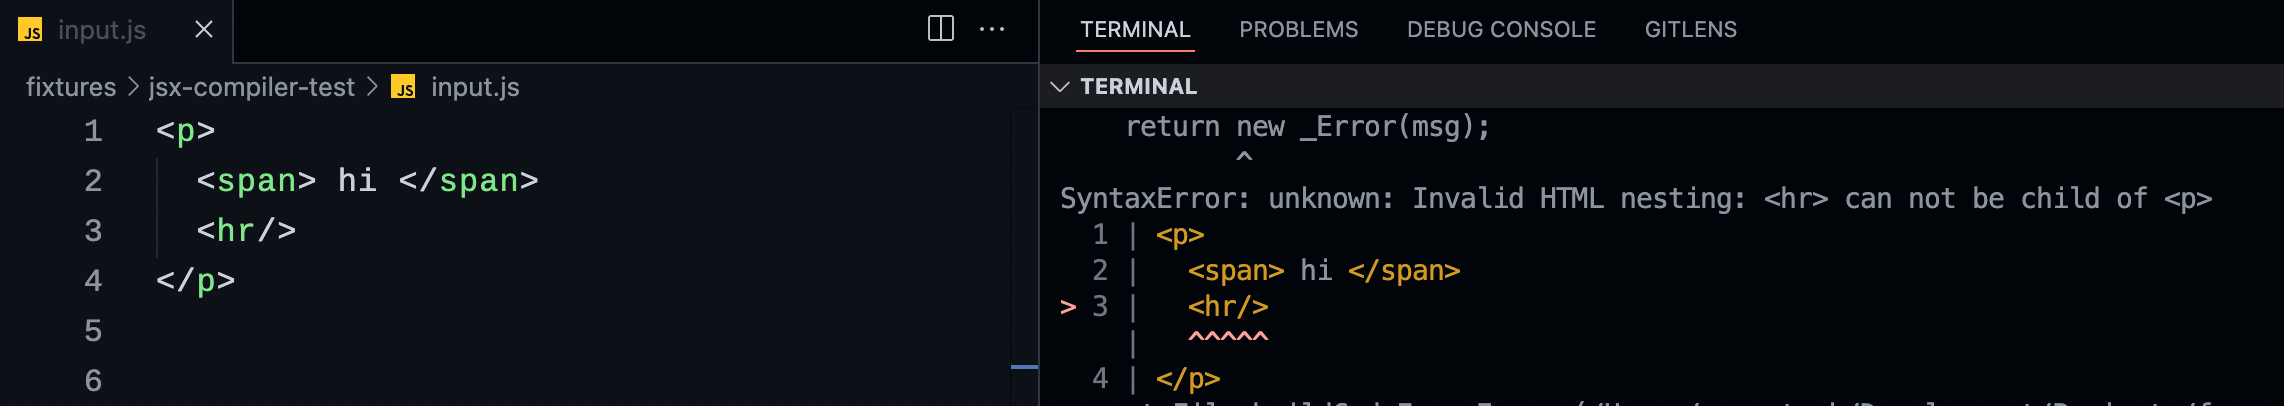 JS input.js
fixtures > jsx-compiler-test > JS input.js
1 <p>
2 <span> hi </span>
3 <hr/>
4 </p>
5
6
TERMINAL PROBLEMS DEBUG CONSOLE GITLENS
TERMINAL
return new _Error(msg);
^
SyntaxError: unknown: Invalid HTML nesting: <hr> can not be child of <p>
1 | <p>
2 | <span> hi </span>
> 3 | <hr/>
| ^^^^^
4 | </p>